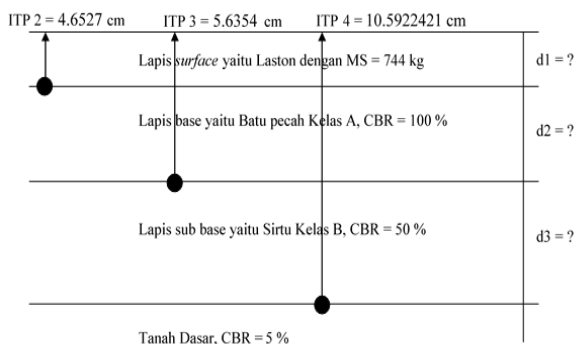 ITP 2 = 4.6527 cm ITP 3 = 5.6354 cm ITP 4 = 10.5922421 cm
Lapis surface yaitu Laston dengan MS = 744 kg
d1 = ?
Lapis base yaitu Batu pecah Kelas A, CBR = 100 %
d2 = ?
Lapis sub base yaitu Sirtu Kelas B, CBR = 50 %
d3 = ?
Tanah Dasar, CBR = 5 %